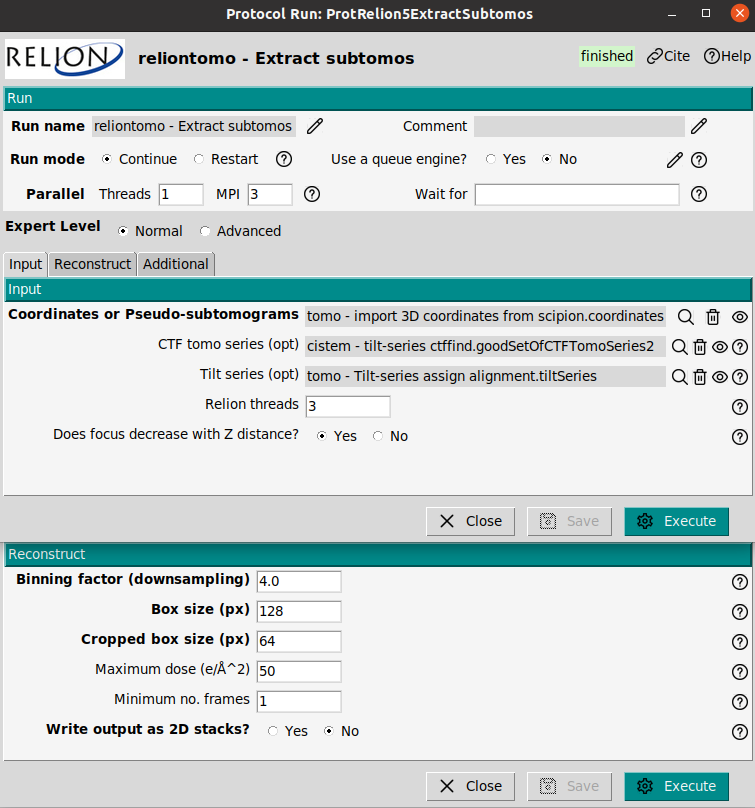 Protocol Run: ProtRelion5ExtractSubtomos
RELION reliontomo - Extract subtomos finished Cite Help
Run
Run name reliontomo - Extract subtomos Comment
Run mode Continue Restart Use a queue engine? Yes No
Parallel Threads 1 MPI 3 Wait for
Expert Level Normal Advanced
Input Reconstruct Additional
Input
Coordinates or Pseudo-subtomograms tomo - import 3D coordinates from scipion.coordinates
CTF tomo series (opt) cistem - tilt-series ctffind.goodSetOfCTFTomoSeries2
Tilt series (opt) tomo - Tilt-series assign alignment.tiltSeries
Relion threads 3
Does focus decrease with Z distance? Yes No
Close Save Execute
Reconstruct
Binning factor (downsampling) 4.0
Box size (px) 128
Cropped box size (px) 64
Maximum dose (e/Å^2) 50
Minimum no. frames 1
Write output as 2D stacks? Yes No
Close Save Execute